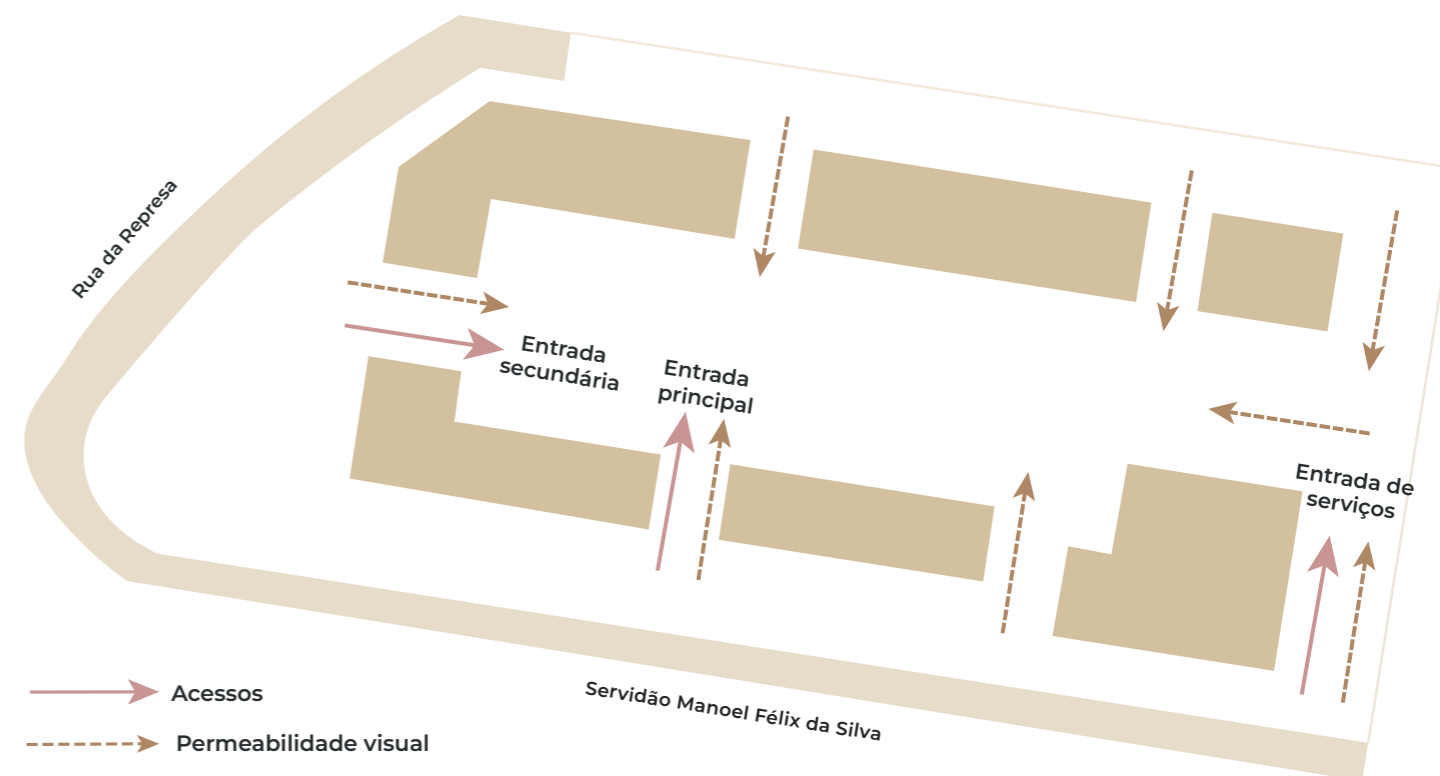 Rua da Represa
Entrada
secundária
Entrada
principal
Entrada de
serviços
Servidão Manoel Félix da Silva
Acessos
Permeabilidade visual